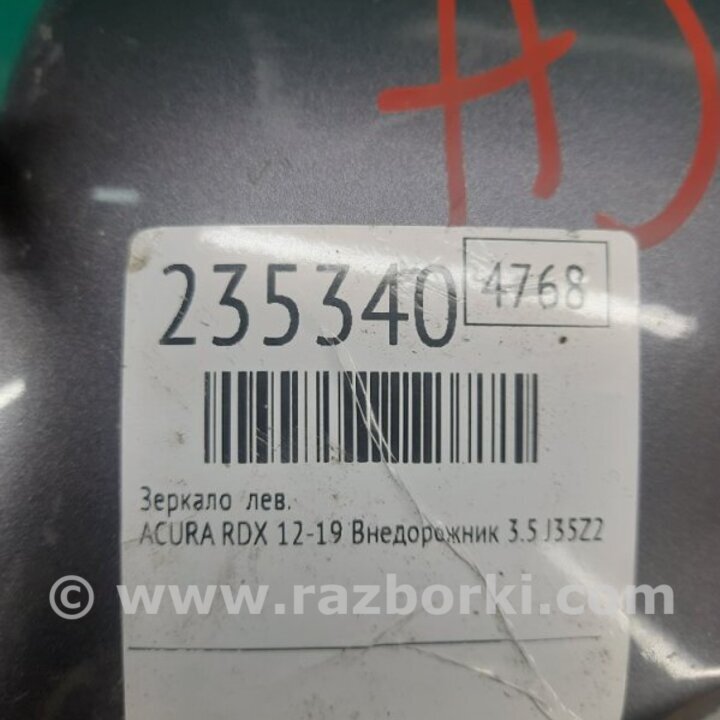 235340
4768
Зеркало лев.
ACURA RDX 12-19 Внедорожник 3.5 J35Z2
© www.razborki.com